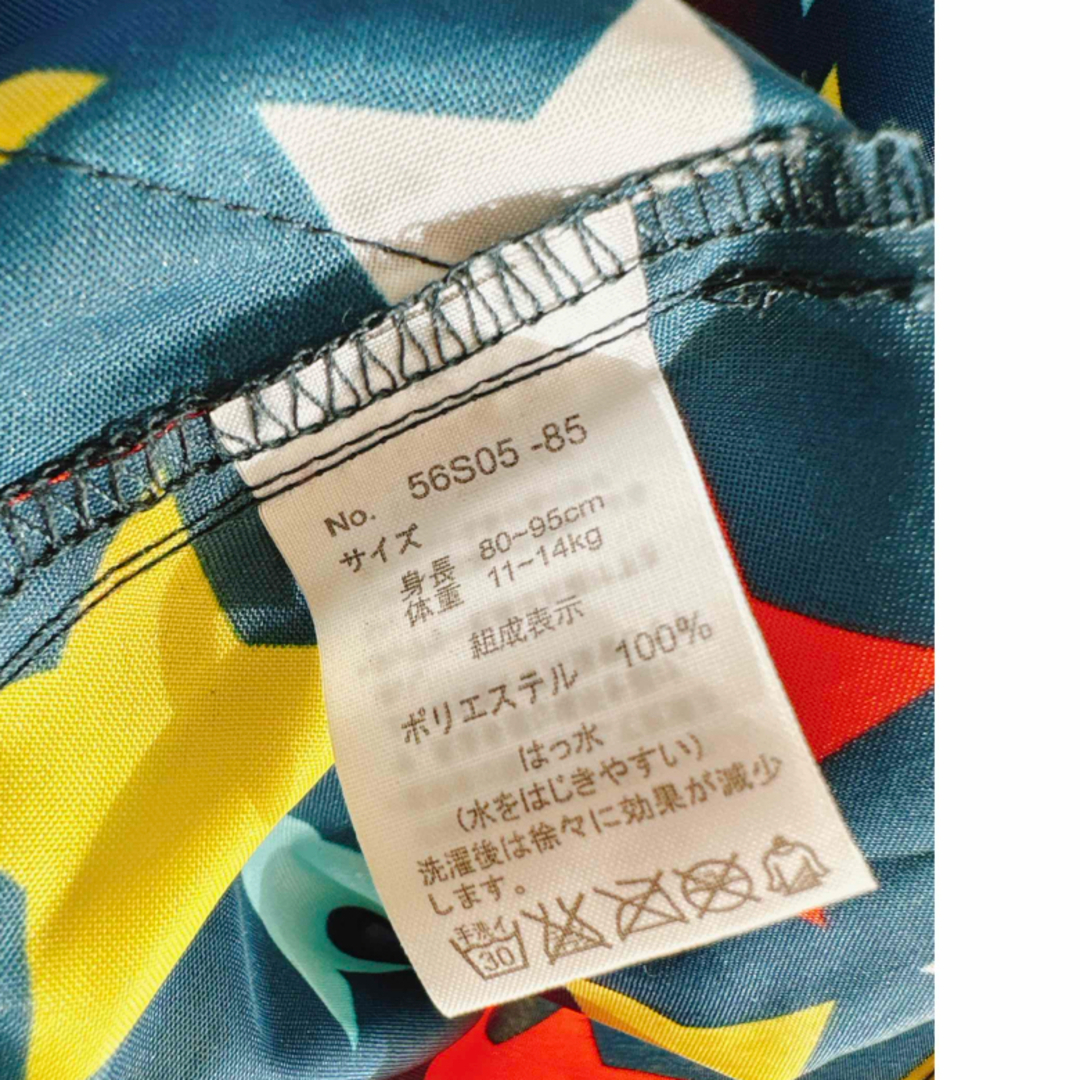 No. 56S05 -85
サイズ
身長 80~95cm
体重 11~14kg
組成表示
ポリエステル 100%
はっ水
(水をはじきやすい)
洗濯後は徐々に効果が減少
します。
手洗イ
30